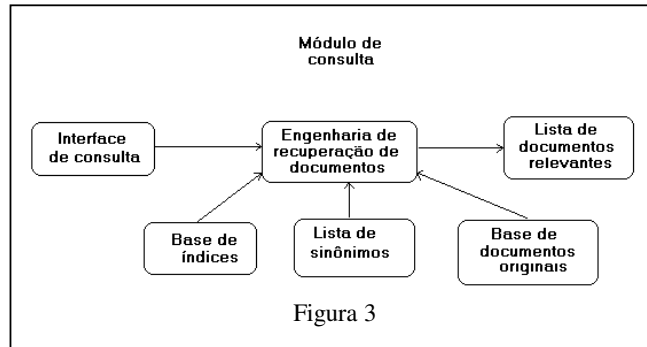 Módulo de
consulta
Interface
de consulta
Engenharia de
recuperação de
documentos
Lista de
documentos
relevantes
Base de
índices
Lista de
sinônimos
Base de
documentos
originais
Figura 3